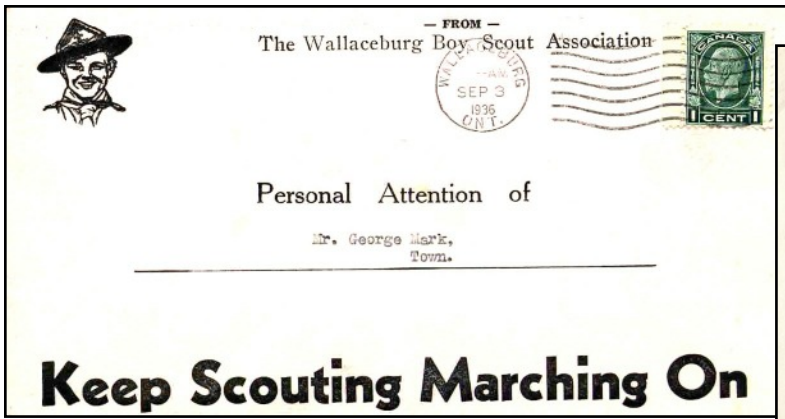 — FROM —
The Wallaceburg Boy Scout Association
WALLACEBURG
AM
SEP 3
1936
ONT.
CANADA
1 CENT 1
Personal Attention of
Mr. George Mark,
Town.
Keep Scouting Marching On